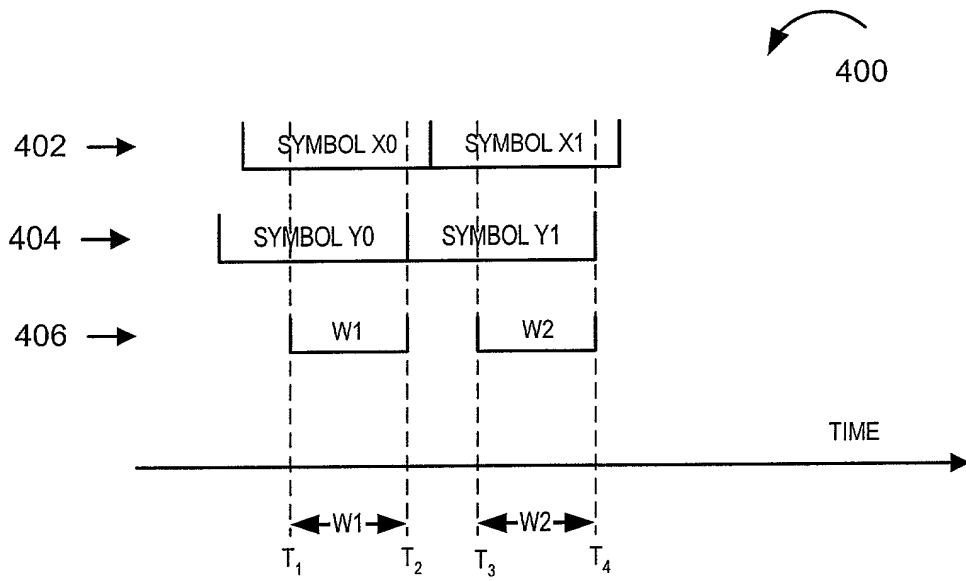 400
402 SYMBOL X0 SYMBOL X1
404 SYMBOL Y0 SYMBOL Y1
406 W1 W2
TIME
W1 W2
T1 T2 T3 T4